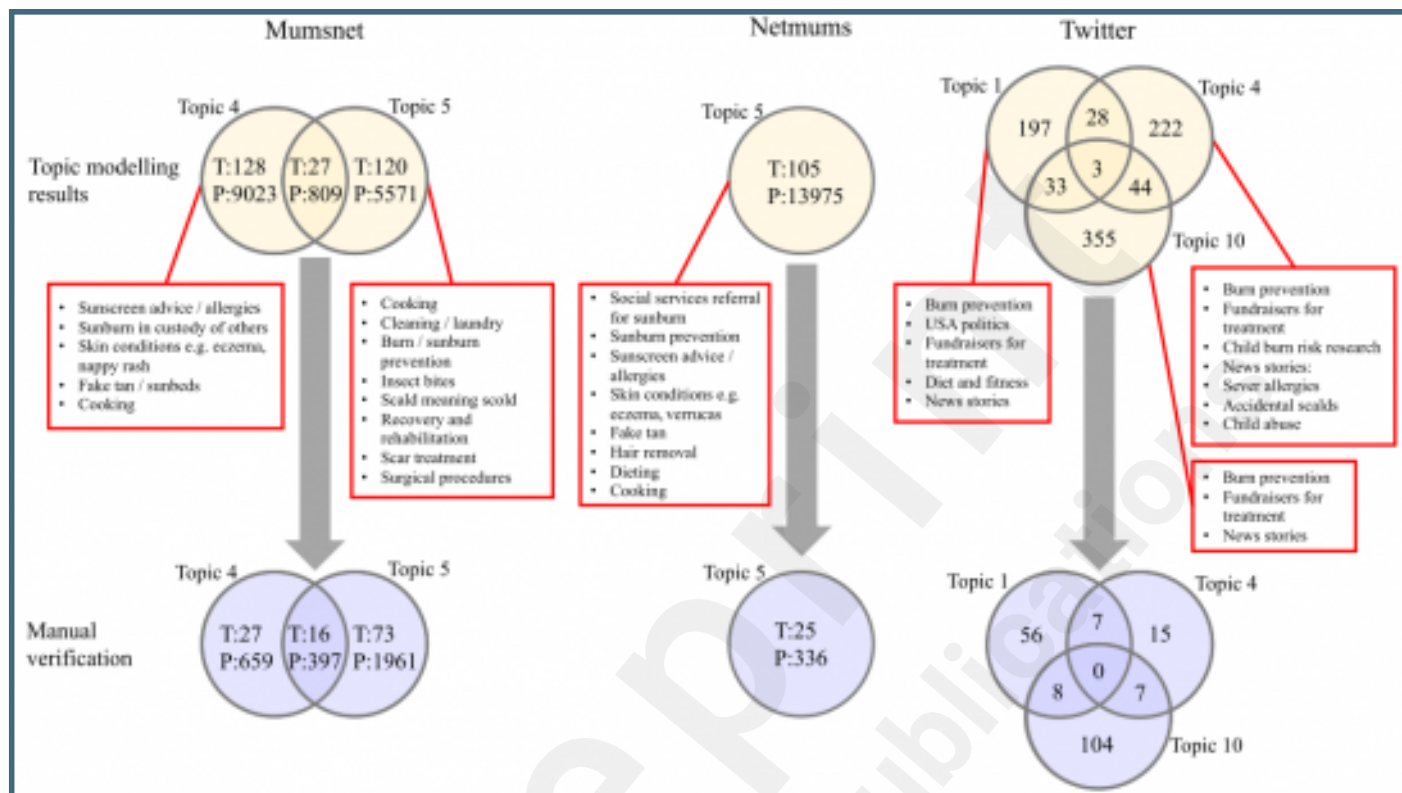 Mumsnet
Netmums
Twitter
Topic modelling
results
Topic 4
Topic 5
T:128
P:9023
T:27
P:809
T:120
P:5571
• Sunscreen advice / allergies
• Sunburn in custody of others
• Skin conditions e.g. eczema,
nappy rash
• Fake tan / sunbeds
• Cooking
• Cooking
• Cleaning / laundry
• Burn / sunburn
prevention
• Insect bites
• Scald meaning scold
• Recovery and
rehabilitation
• Scar treatment
• Surgical procedures
Topic 5
T:105
P:13975
• Social services referral
for sunburn
• Sunburn prevention
• Sunscreen advice /
allergies
• Skin conditions e.g.
eczema, verrucas
• Fake tan
• Hair removal
• Dieting
• Cooking
Topic 1
Topic 4
197
28
222
3
33
44
355
Topic 10
• Burn prevention
• USA politics
• Fundraisers for
treatment
• Diet and fitness
• News stories
• Burn prevention
• Fundraisers for
treatment
• Child burn risk research
• News stories:
• Sever allergies
• Accidental scalds
• Child abuse
• Burn prevention
• Fundraisers for
treatment
• News stories
Manual
verification
Topic 4
Topic 5
T:27
P:659
T:16
P:397
T:73
P:1961
Topic 5
T:25
P:336
Topic 1
Topic 4
56
7
15
0
8
7
104
Topic 10